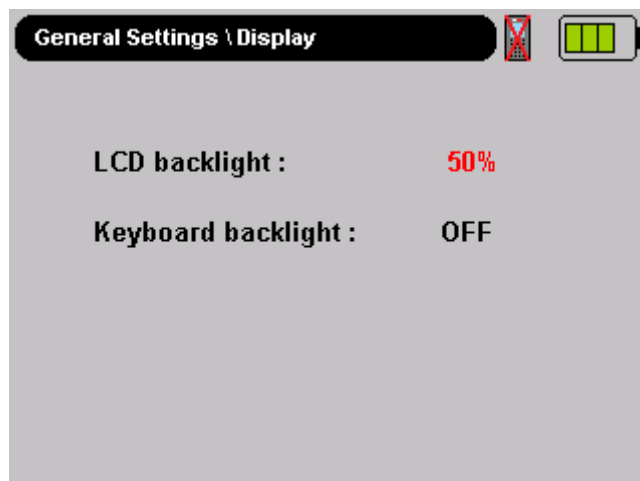 General Settings \ Display
LCD backlight : 50%
Keyboard backlight : OFF